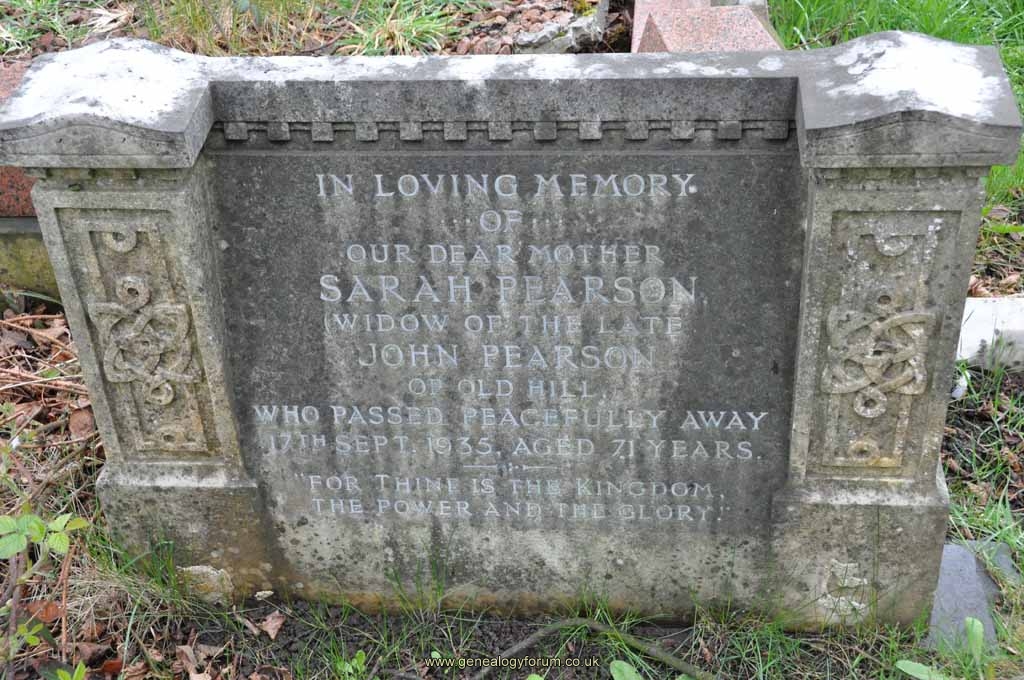 IN LOVING MEMORY
OF
OUR DEAR MOTHER
SARAH PEARSON,
(WIDOW OF THE LATE
JOHN PEARSON
OF OLD HILL,
WHO PASSED PEACEFULLY AWAY
17TH SEPT. 1935, AGED 71 YEARS.
"FOR THINE IS THE KINGDOM,
THE POWER AND THE GLORY."
www.genealogyforum.co.uk